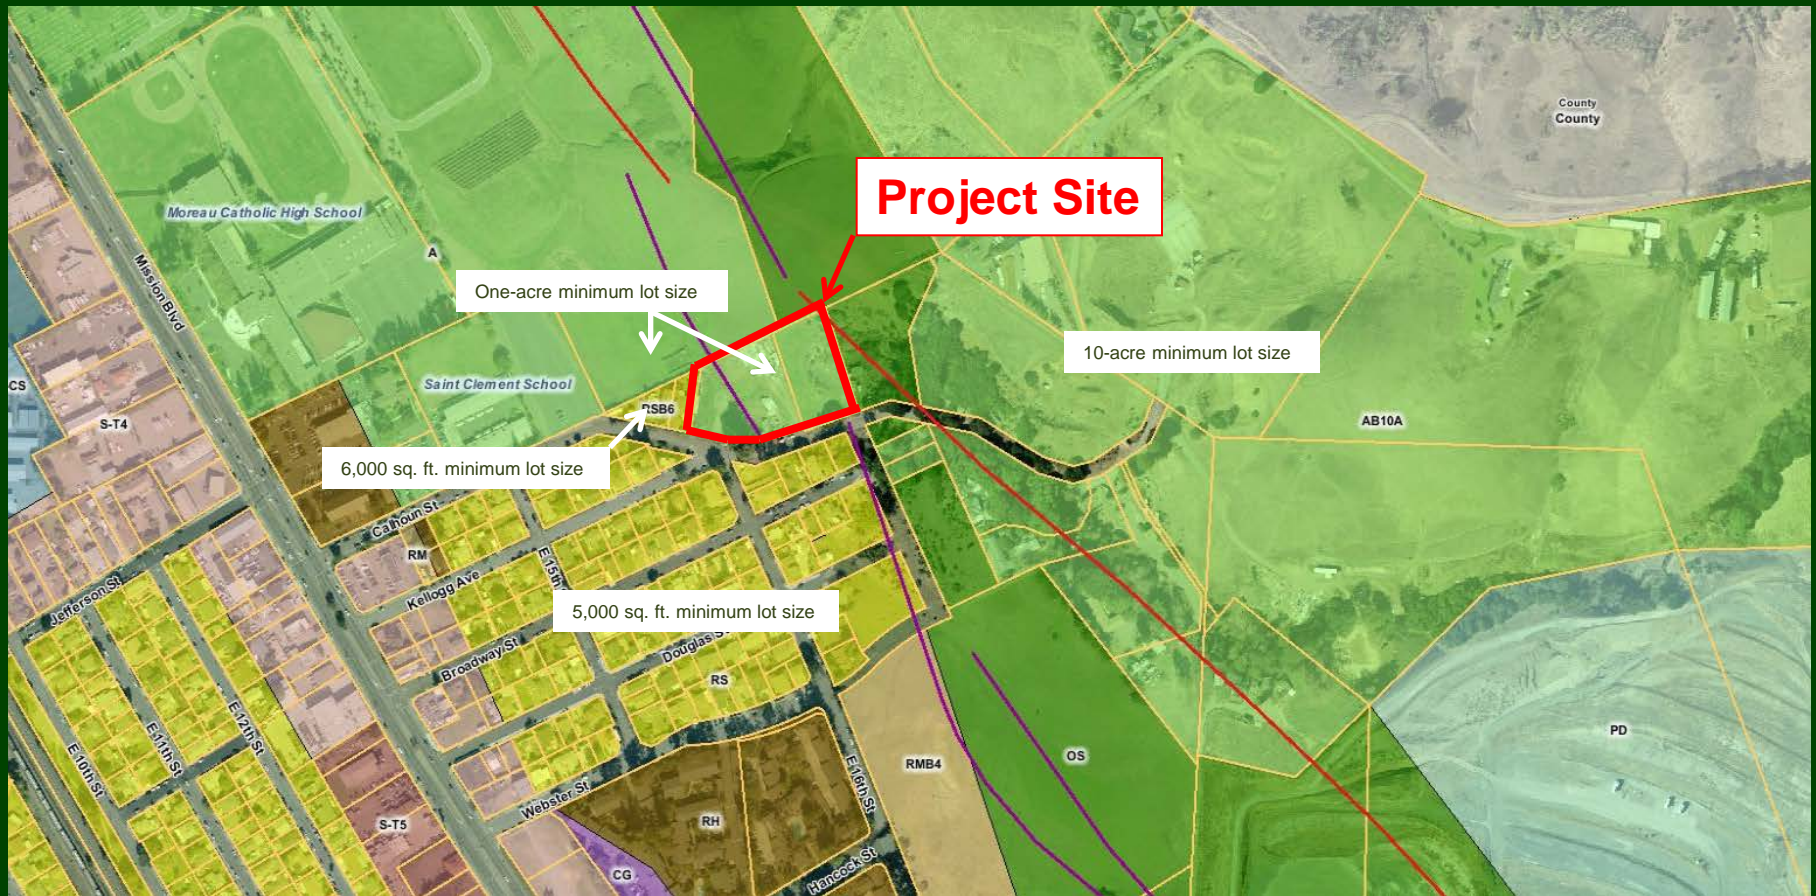 County
County
Project Site
Moreau Catholic High School
A
Mission Blvd
One-acre minimum lot size
10-acre minimum lot size
Saint Clement School
CS
RSB6
S-T4
AB10A
6,000 sq. ft. minimum lot size
Calhoun St
RM
Kellogg Ave
E 15th
Jefferson St
5,000 sq. ft. minimum lot size
Broadway St
Douglas S
RS
E 10th St
E 11th St
E 12th St
PD
OS
RMB4
E 16th St
Webster St
S-T5
RH
CG
Hancock St